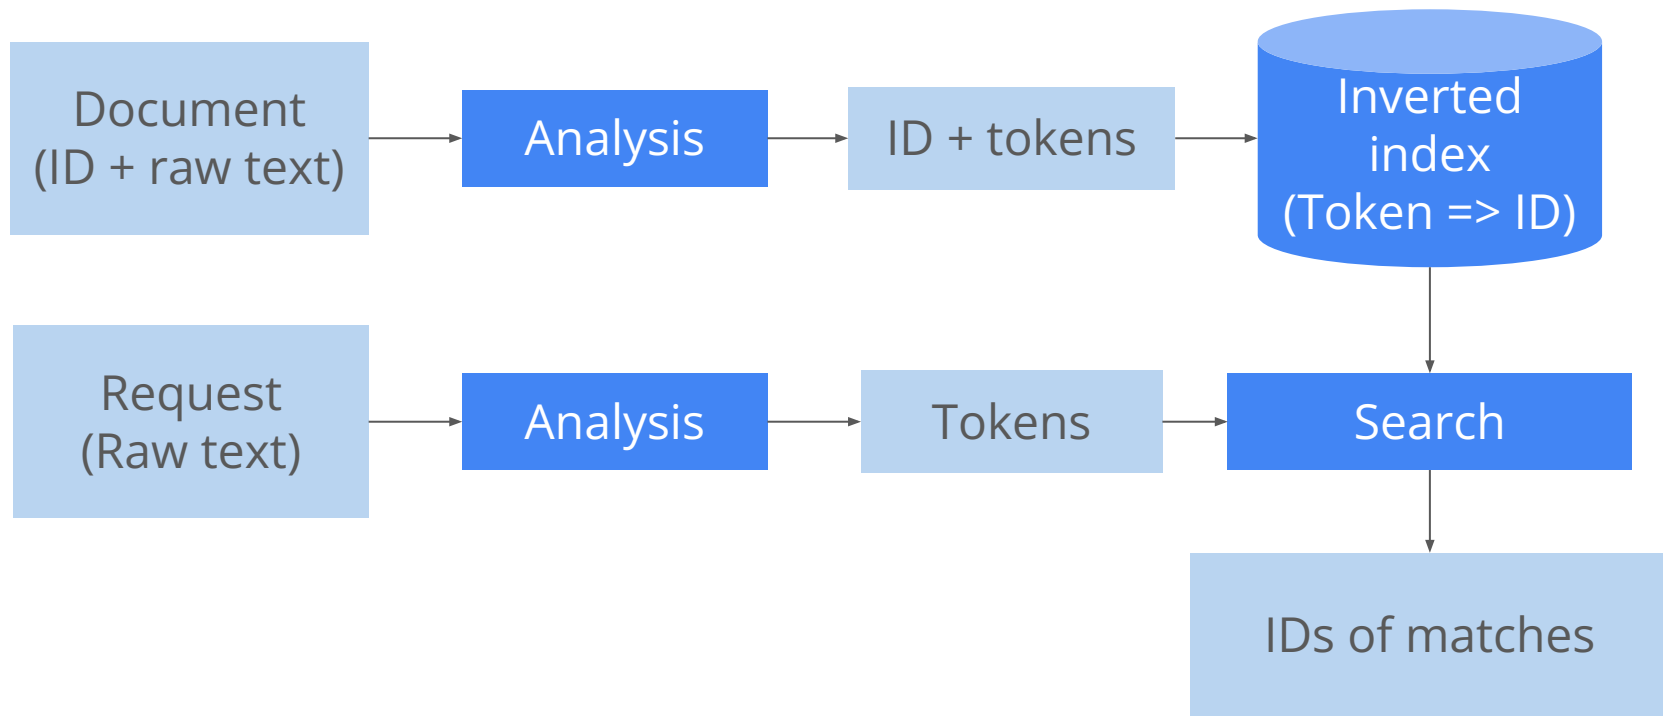 Document
(ID + raw text)
Analysis
ID + tokens
Inverted
index
(Token => ID)
Request
(Raw text)
Analysis
Tokens
Search
IDs of matches